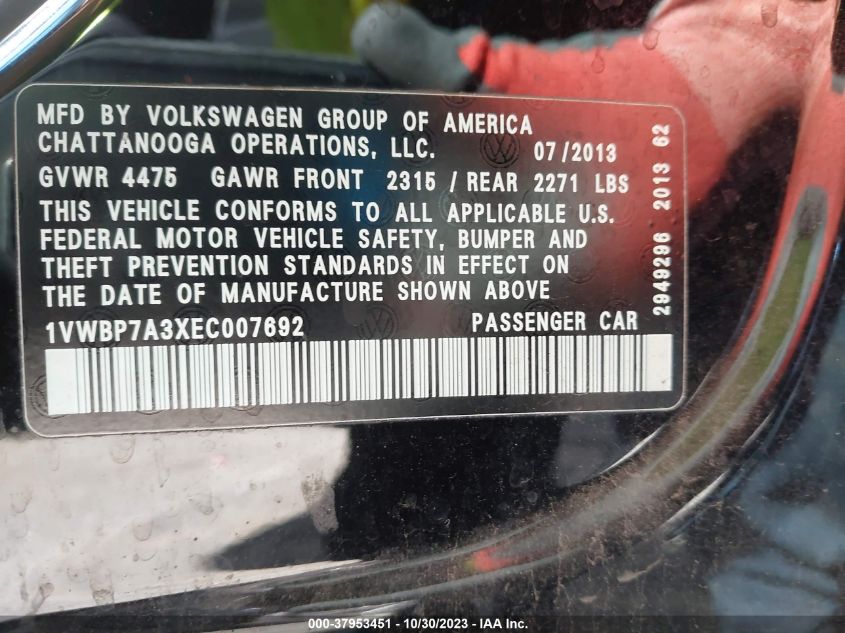 MFD BY VOLKSWAGEN GROUP OF AMERICA
CHATTANOOGA OPERATIONS, LLC. 07/2013
GVWR 4475 GAWR FRONT 2315 / REAR 2271 LBS
THIS VEHICLE CONFORMS TO ALL APPLICABLE U.S.
FEDERAL MOTOR VEHICLE SAFETY, BUMPER AND
THEFT PREVENTION STANDARDS IN EFFECT ON
THE DATE OF MANUFACTURE SHOWN ABOVE
1VWBP7A3XEC007692 PASSENGER CAR
2949296 2013 62
000-37953451 - 10/30/2023 - IAA Inc.